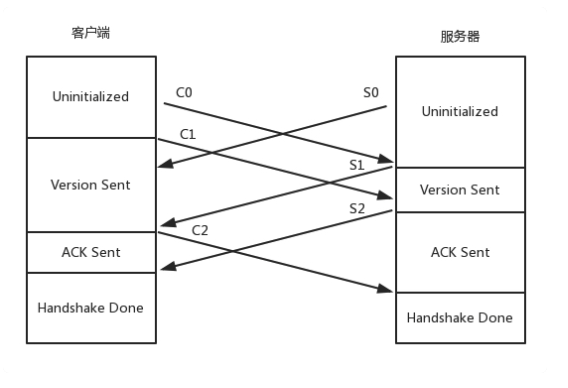 客户端
服务器
C0
S0
Uninitialized
Uninitialized
C1
S1
Version Sent
Version Sent
S2
C2
ACK Sent
ACK Sent
Handshake Done
Handshake Done